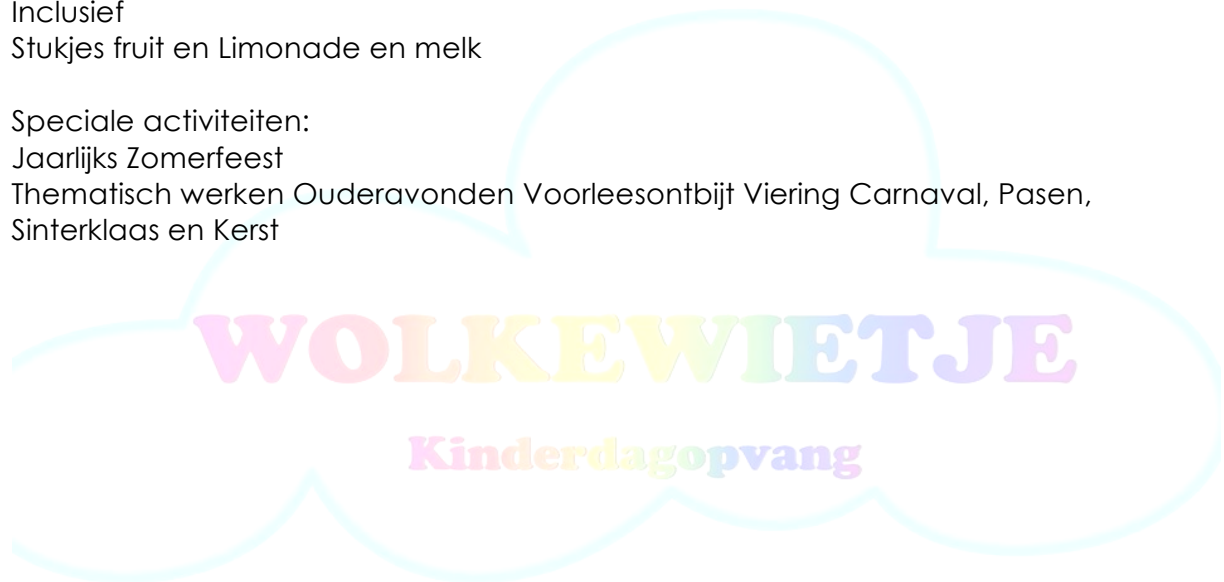 Inclusief
Stukjes fruit en Limonade en melk
Speciale activiteiten:
Jaarlijks Zomerfeest
Thematisch werken Ouderavonden Voorleesontbijt Viering Carnaval, Pasen,
Sinterklaas en Kerst
WOLKEWIETJE
Kinderdagopvang